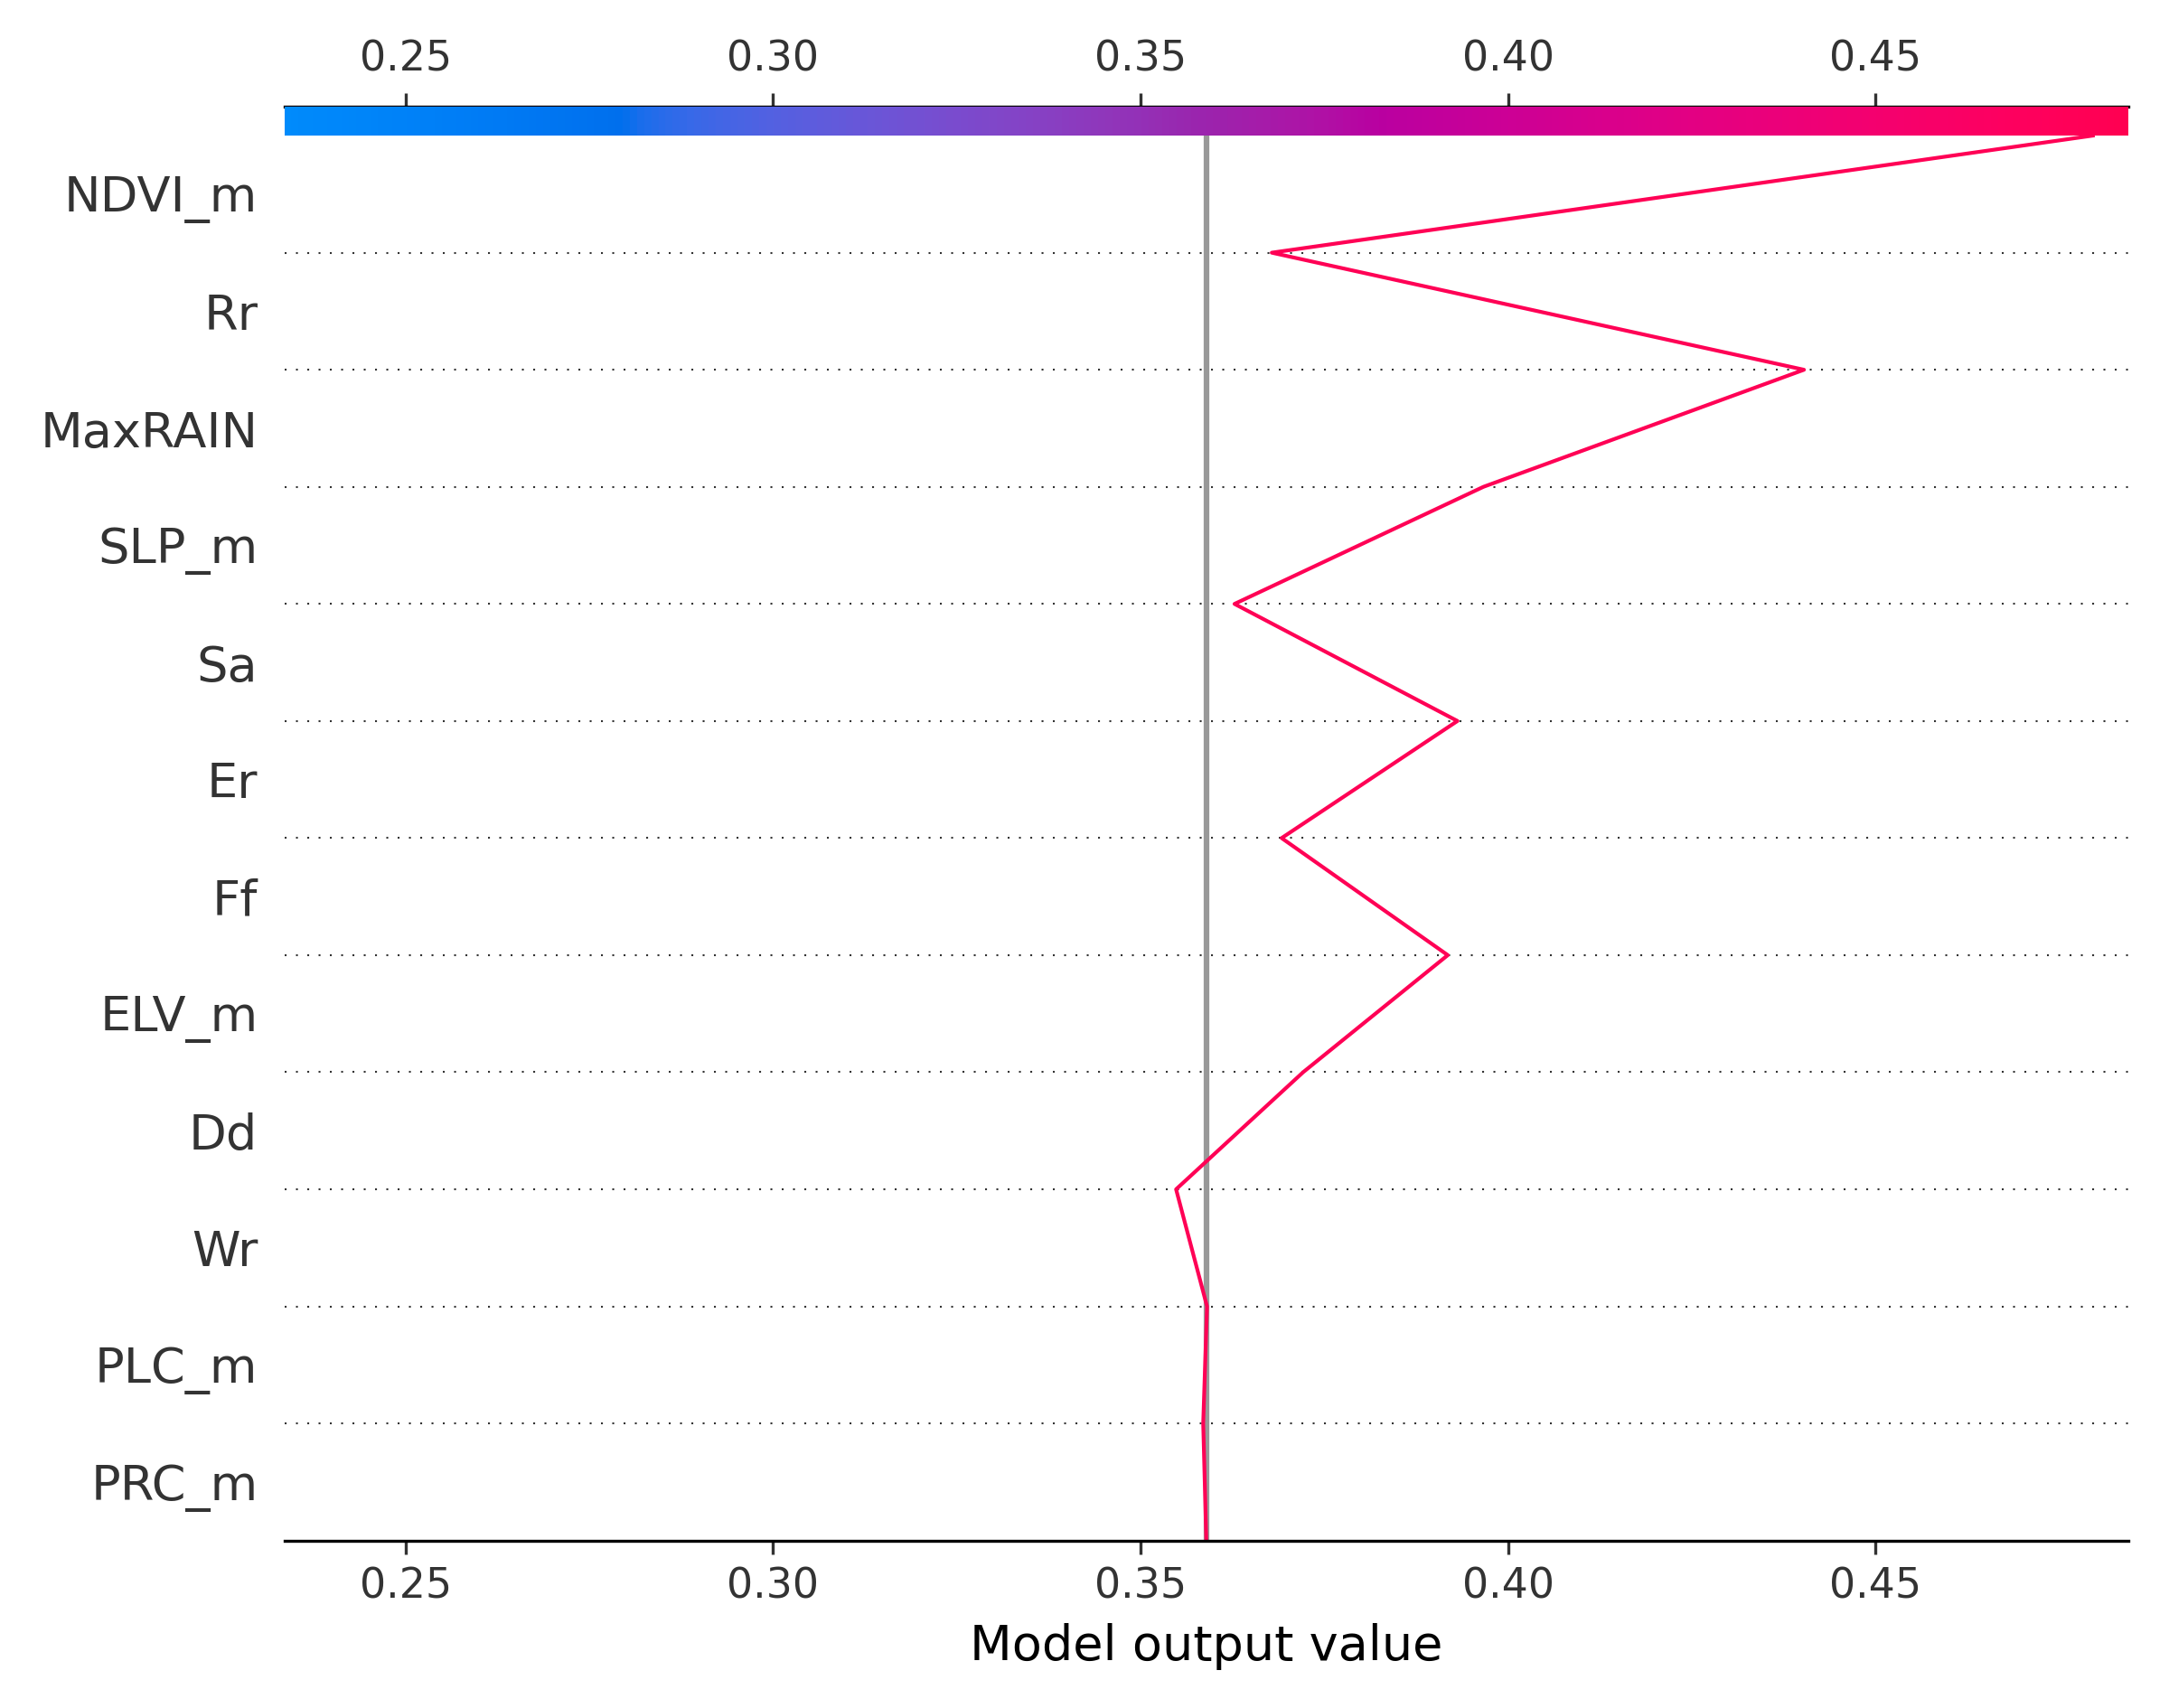 0.25 0.30 0.35 0.40 0.45
NDVI_m
Rr
MaxRAIN
SLP_m
Sa
Er
Ff
ELV_m
Dd
Wr
PLC_m
PRC_m
0.25 0.30 0.35 0.40 0.45
Model output value